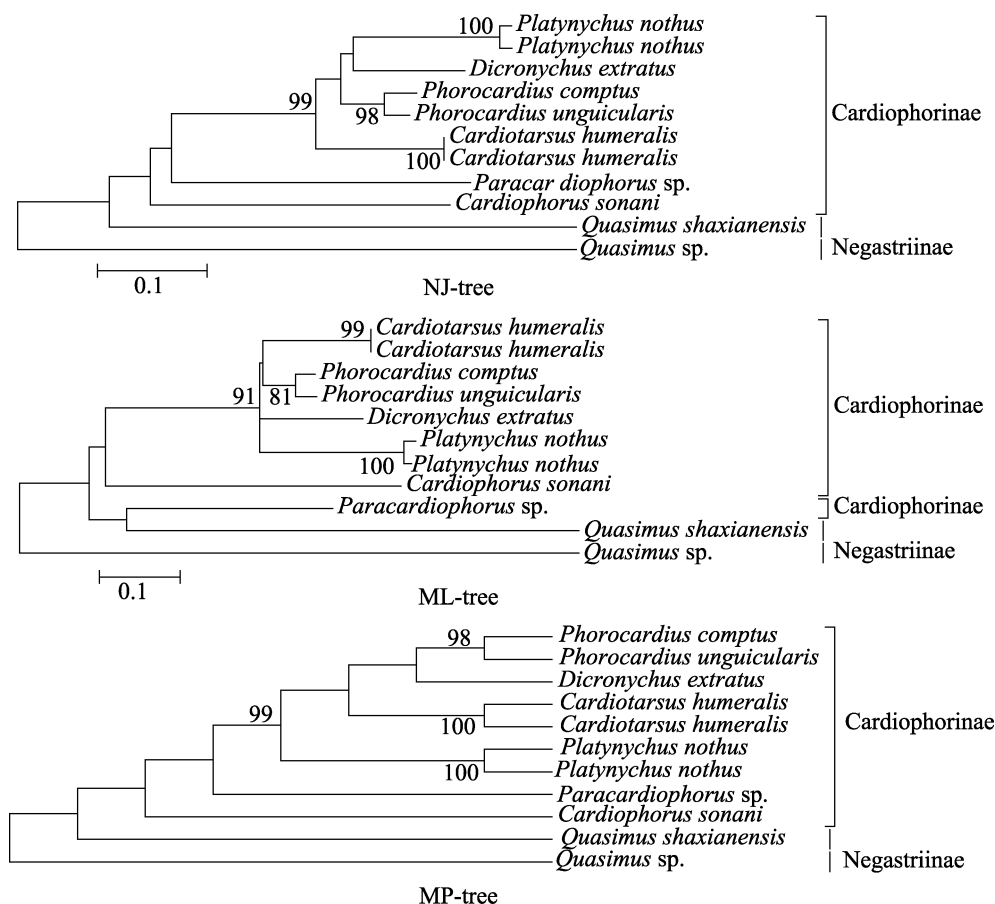 100
Platynychus nothus
Platynychus nothus
Dicronychus extratus
Phorocardius comptus
99
98
Phorocardius unguicularis
Cardiophorinae
Cardiotarsus humeralis
100
Cardiotarsus humeralis
Paracar diophorus sp.
Cardiophorus sonani
Quasimus shaxianensis
Quasimus sp.
Negastriinae
0.1
NJ-tree
99
Cardiotarsus humeralis
Cardiotarsus humeralis
Phorocardius comptus
91
81
Phorocardius unguicularis
Cardiophorinae
Dicronychus extratus
Platynychus nothus
100
Platynychus nothus
Cardiophorus sonani
Paracardiophorus sp.
Cardiophorinae
Quasimus shaxianensis
Quasimus sp.
Negastriinae
0.1
ML-tree
98
Phorocardius comptus
Phorocardius unguicularis
Dicronychus extratus
Cardiotarsus humeralis
99
100
Cardiotarsus humeralis
Cardiophorinae
Platynychus nothus
100
Platynychus nothus
Paracardiophorus sp.
Cardiophorus sonani
Quasimus shaxianensis
Quasimus sp.
Negastriinae
MP-tree